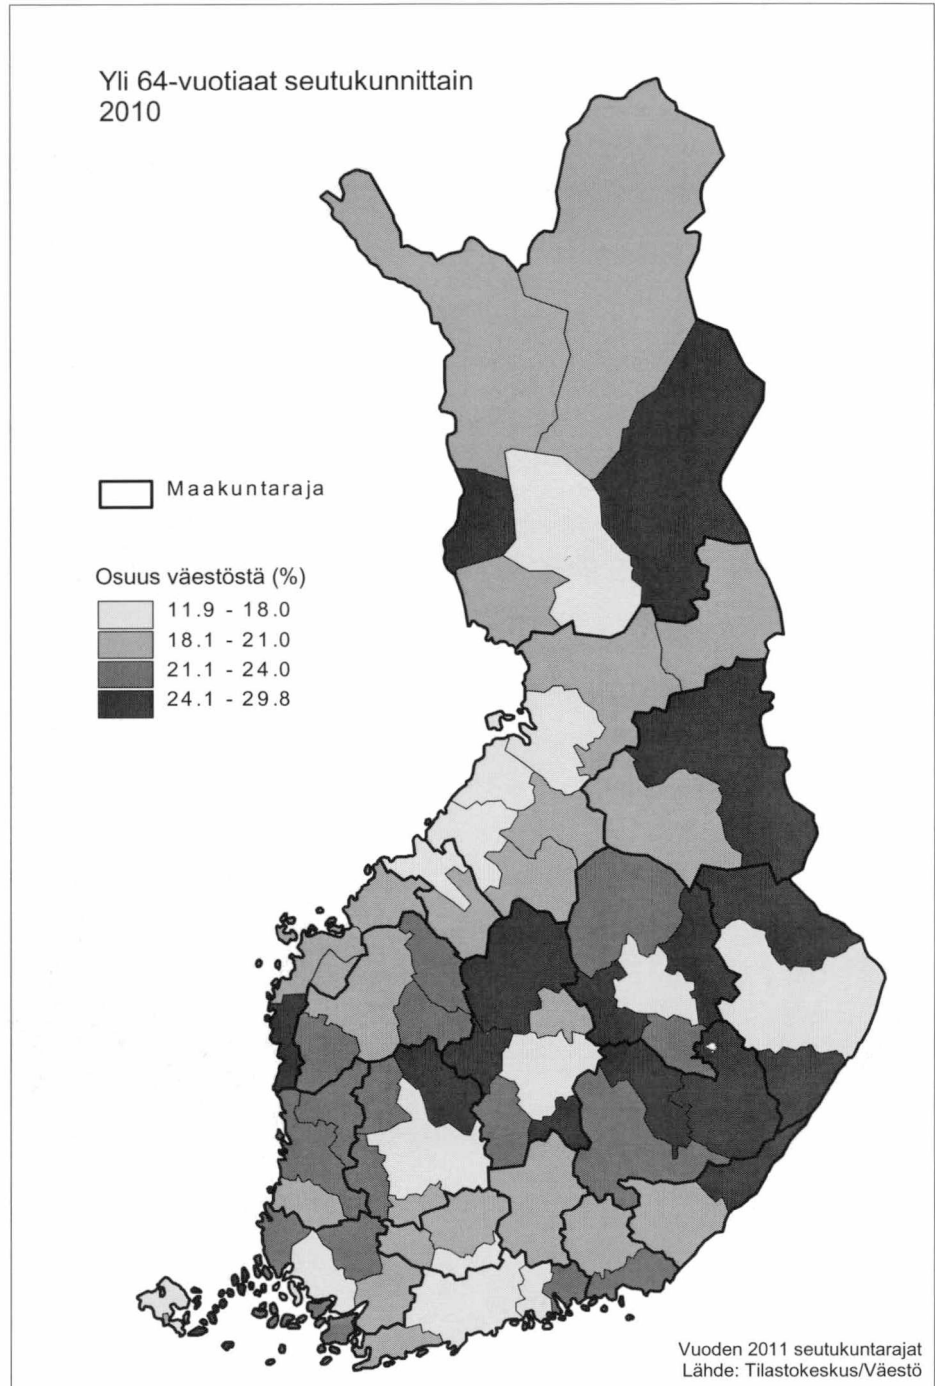 Yli 64-vuotiaat seutukunnittain
2010
Maakuntaraja
Osuus väestöstä (%)
11.9 - 18.0
18.1 - 21.0
21.1 - 24.0
24.1 - 29.8
Vuoden 2011 seutukuntarajat
Lähde: Tilastokeskus/Väestö